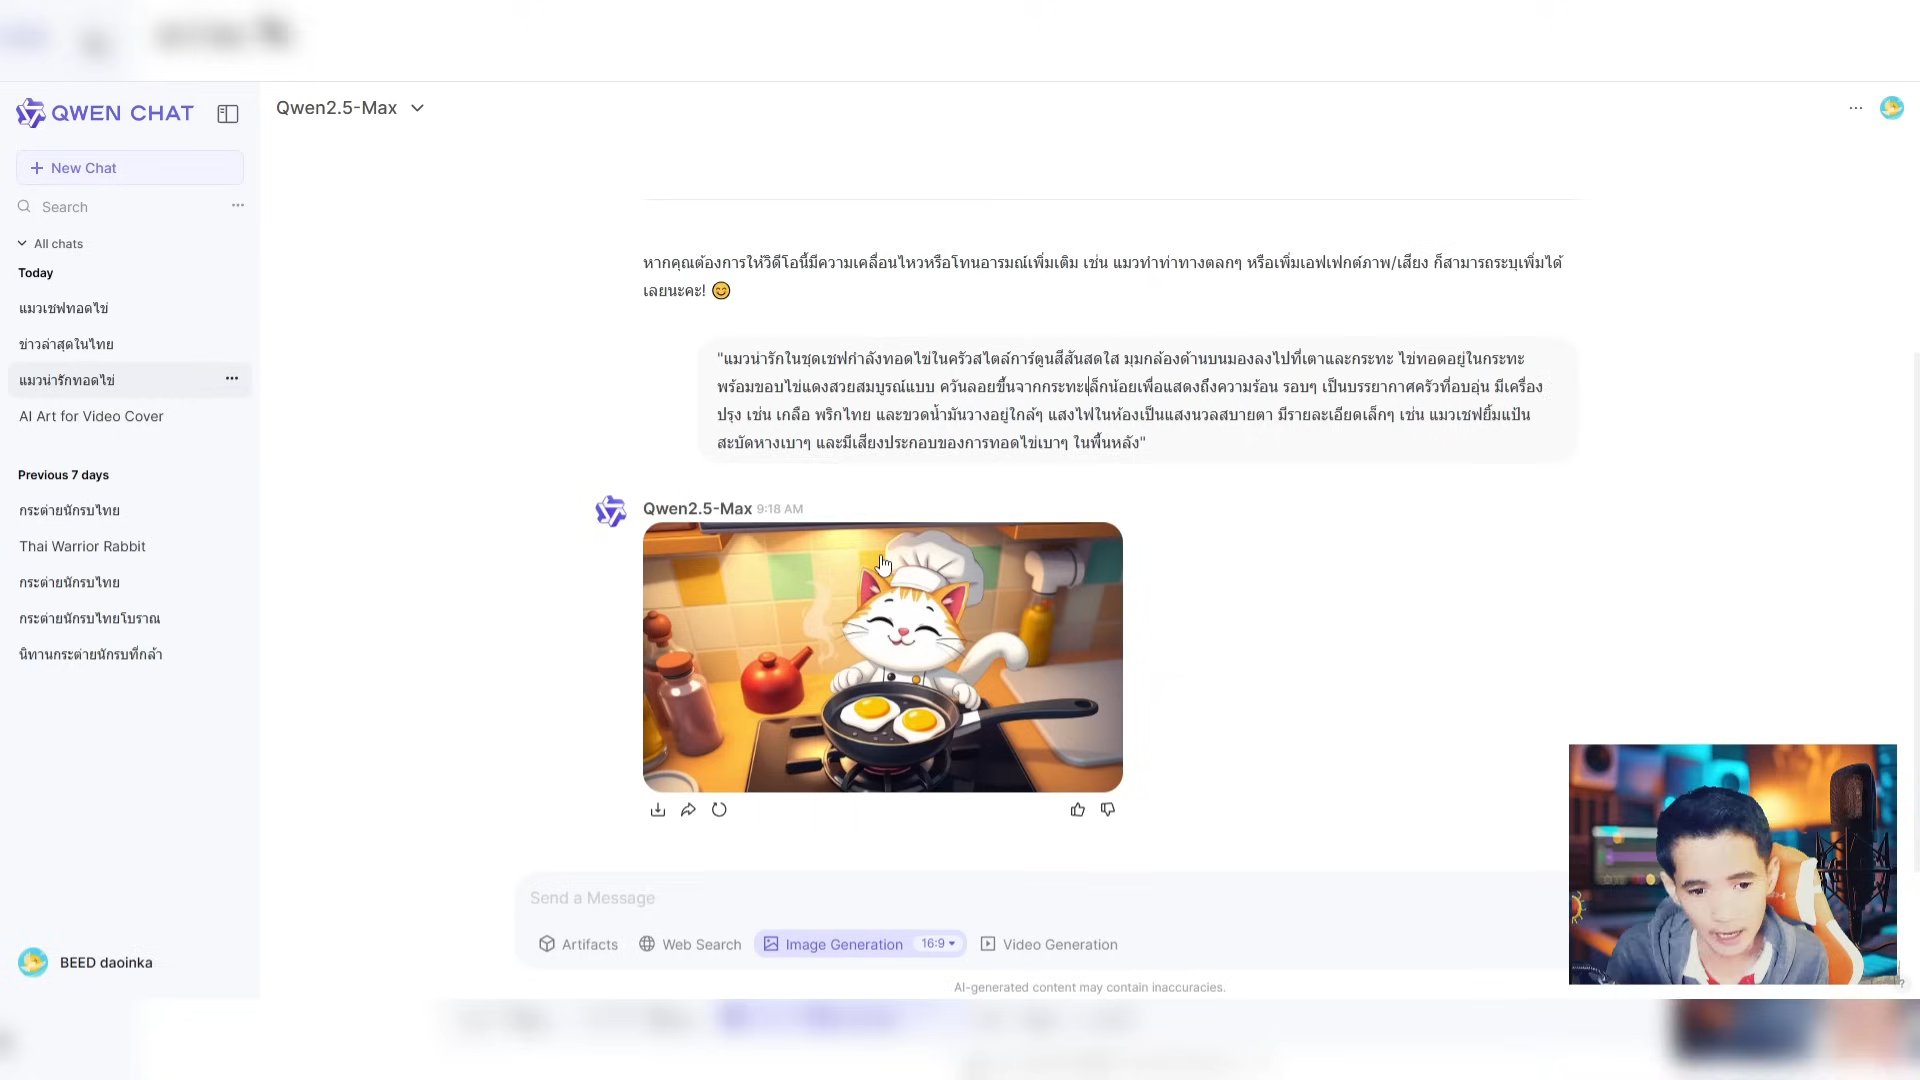 QWEN CHAT
New Chat
Search
All chats
Today
แมวเชฟทอดไข่
ข่าวล่าสุดในไทย
แมวน่ารักทอดไข่
AI Art for Video Cover
Previous 7 days
กระต่ายนักรบไทย
Thai Warrior Rabbit
กระต่ายนักรบไทย
กระต่ายนักรบไทยโบราณ
นิทานกระต่ายนักรบที่กล้า
BEED daoinka
Qwen2.5-Max
หากคุณต้องการให้วิดีโอนี้มีความเคลื่อนไหวหรือโทนอารมณ์เพิ่มเติม เช่น แมวทำท่าทางตลกๆ หรือเพิ่มเอฟเฟกต์ภาพ/เสียง ก็สามารถระบุเพิ่มได้
เลยนะคะ! 😊
"แมวน่ารักในชุดเชฟกำลังทอดไข่ในครัวสไตล์การ์ตูนสีสันสดใส มุมกล้องด้านบนมองลงไปที่เตาและกระทะ ไข่ทอดอยู่ในกระทะ
พร้อมขอบไข่แดงสวยสมบูรณ์แบบ ควันลอยขึ้นจากกระทะเล็กน้อยเพื่อแสดงถึงความร้อน รอบๆ เป็นบรรยากาศครัวที่อบอุ่น มีเครื่อง
ปรุง เช่น เกลือ พริกไทย และขวดน้ำมันวางอยู่ใกล้ๆ แสงไฟในห้องเป็นแสงนวลสบายตา มีรายละเอียดเล็กๆ เช่น แมวเชฟยิ้มแป้น
สะบัดหางเบาๆ และมีเสียงประกอบของการทอดไข่เบาๆ ในพื้นหลัง"
Qwen2.5-Max 9:18 AM
Send a Message
Artifacts Web Search Image Generation 16:9 Video Generation
AI-generated content may contain inaccuracies.